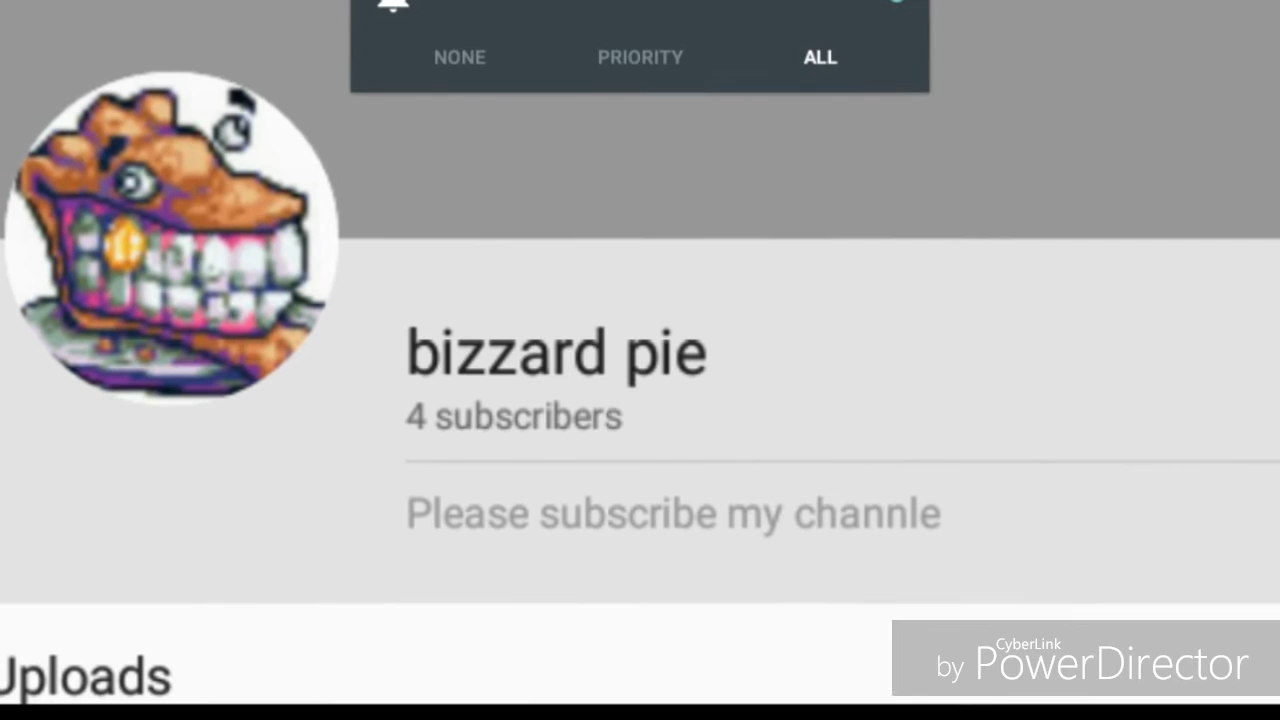 NONE PRIORITY ALL
bizzard pie
4 subscribers
Please subscribe my channle
Uploads
CyberLink
by PowerDirector